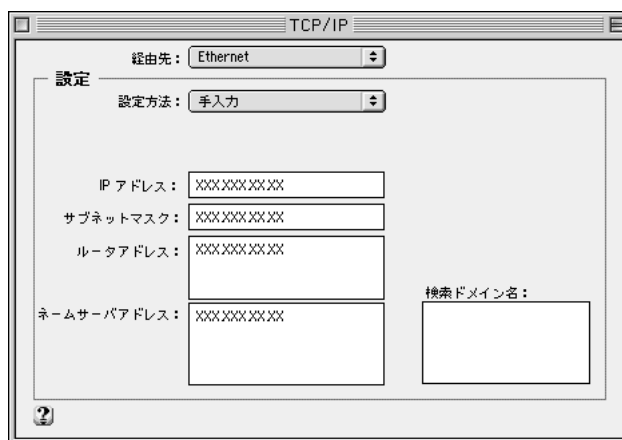 TCP/IP
経由先： Ethernet
設定
設定方法： 手入力
IP アドレス： XXX.XXX.XX.XX
サブネットマスク： XXX.XXX.XX.XX
ルータアドレス： XXX.XXX.XX.XX
検索ドメイン名：
ネームサーバアドレス： XXX.XXX.XX.XX
?